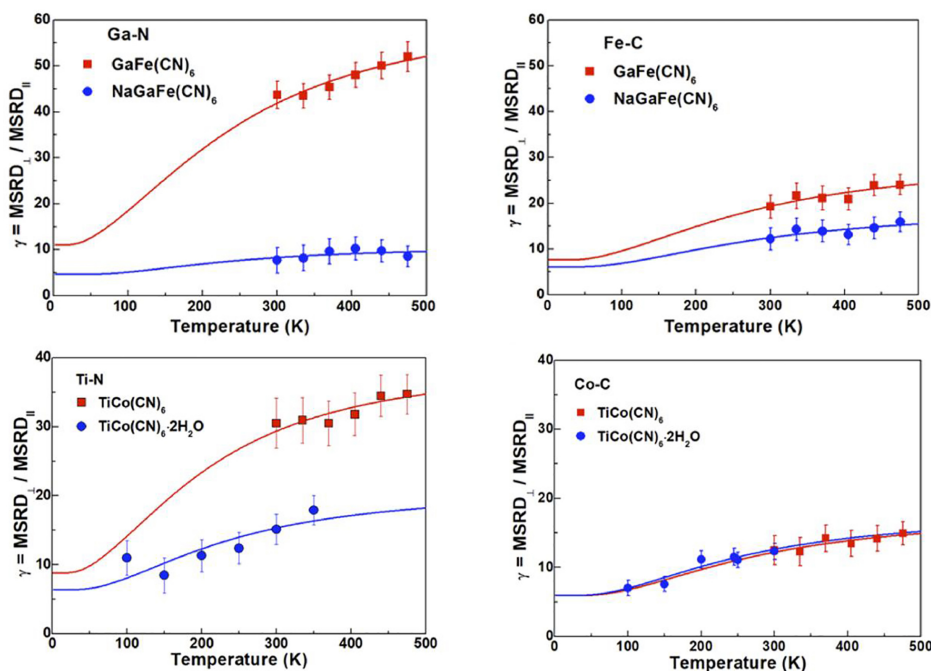 Ga-N
GaFe(CN)₆
NaGaFe(CN)₆
γ = MSRD⊥ / MSRD||
60
50
40
30
20
10
0
0 100 200 300 400 500
Temperature (K)
Fe-C
GaFe(CN)₆
NaGaFe(CN)₆
γ = MSRD⊥ / MSRD||
60
50
40
30
20
10
0
0 100 200 300 400 500
Temperature (K)
Ti-N
TiCo(CN)₆
TiCo(CN)₆·2H₂O
γ = MSRD⊥ / MSRD||
40
30
20
10
0
0 100 200 300 400 500
Temperature (K)
Co-C
TiCo(CN)₆
TiCo(CN)₆·2H₂O
γ = MSRD⊥ / MSRD||
40
30
20
10
0
0 100 200 300 400 500
Temperature (K)